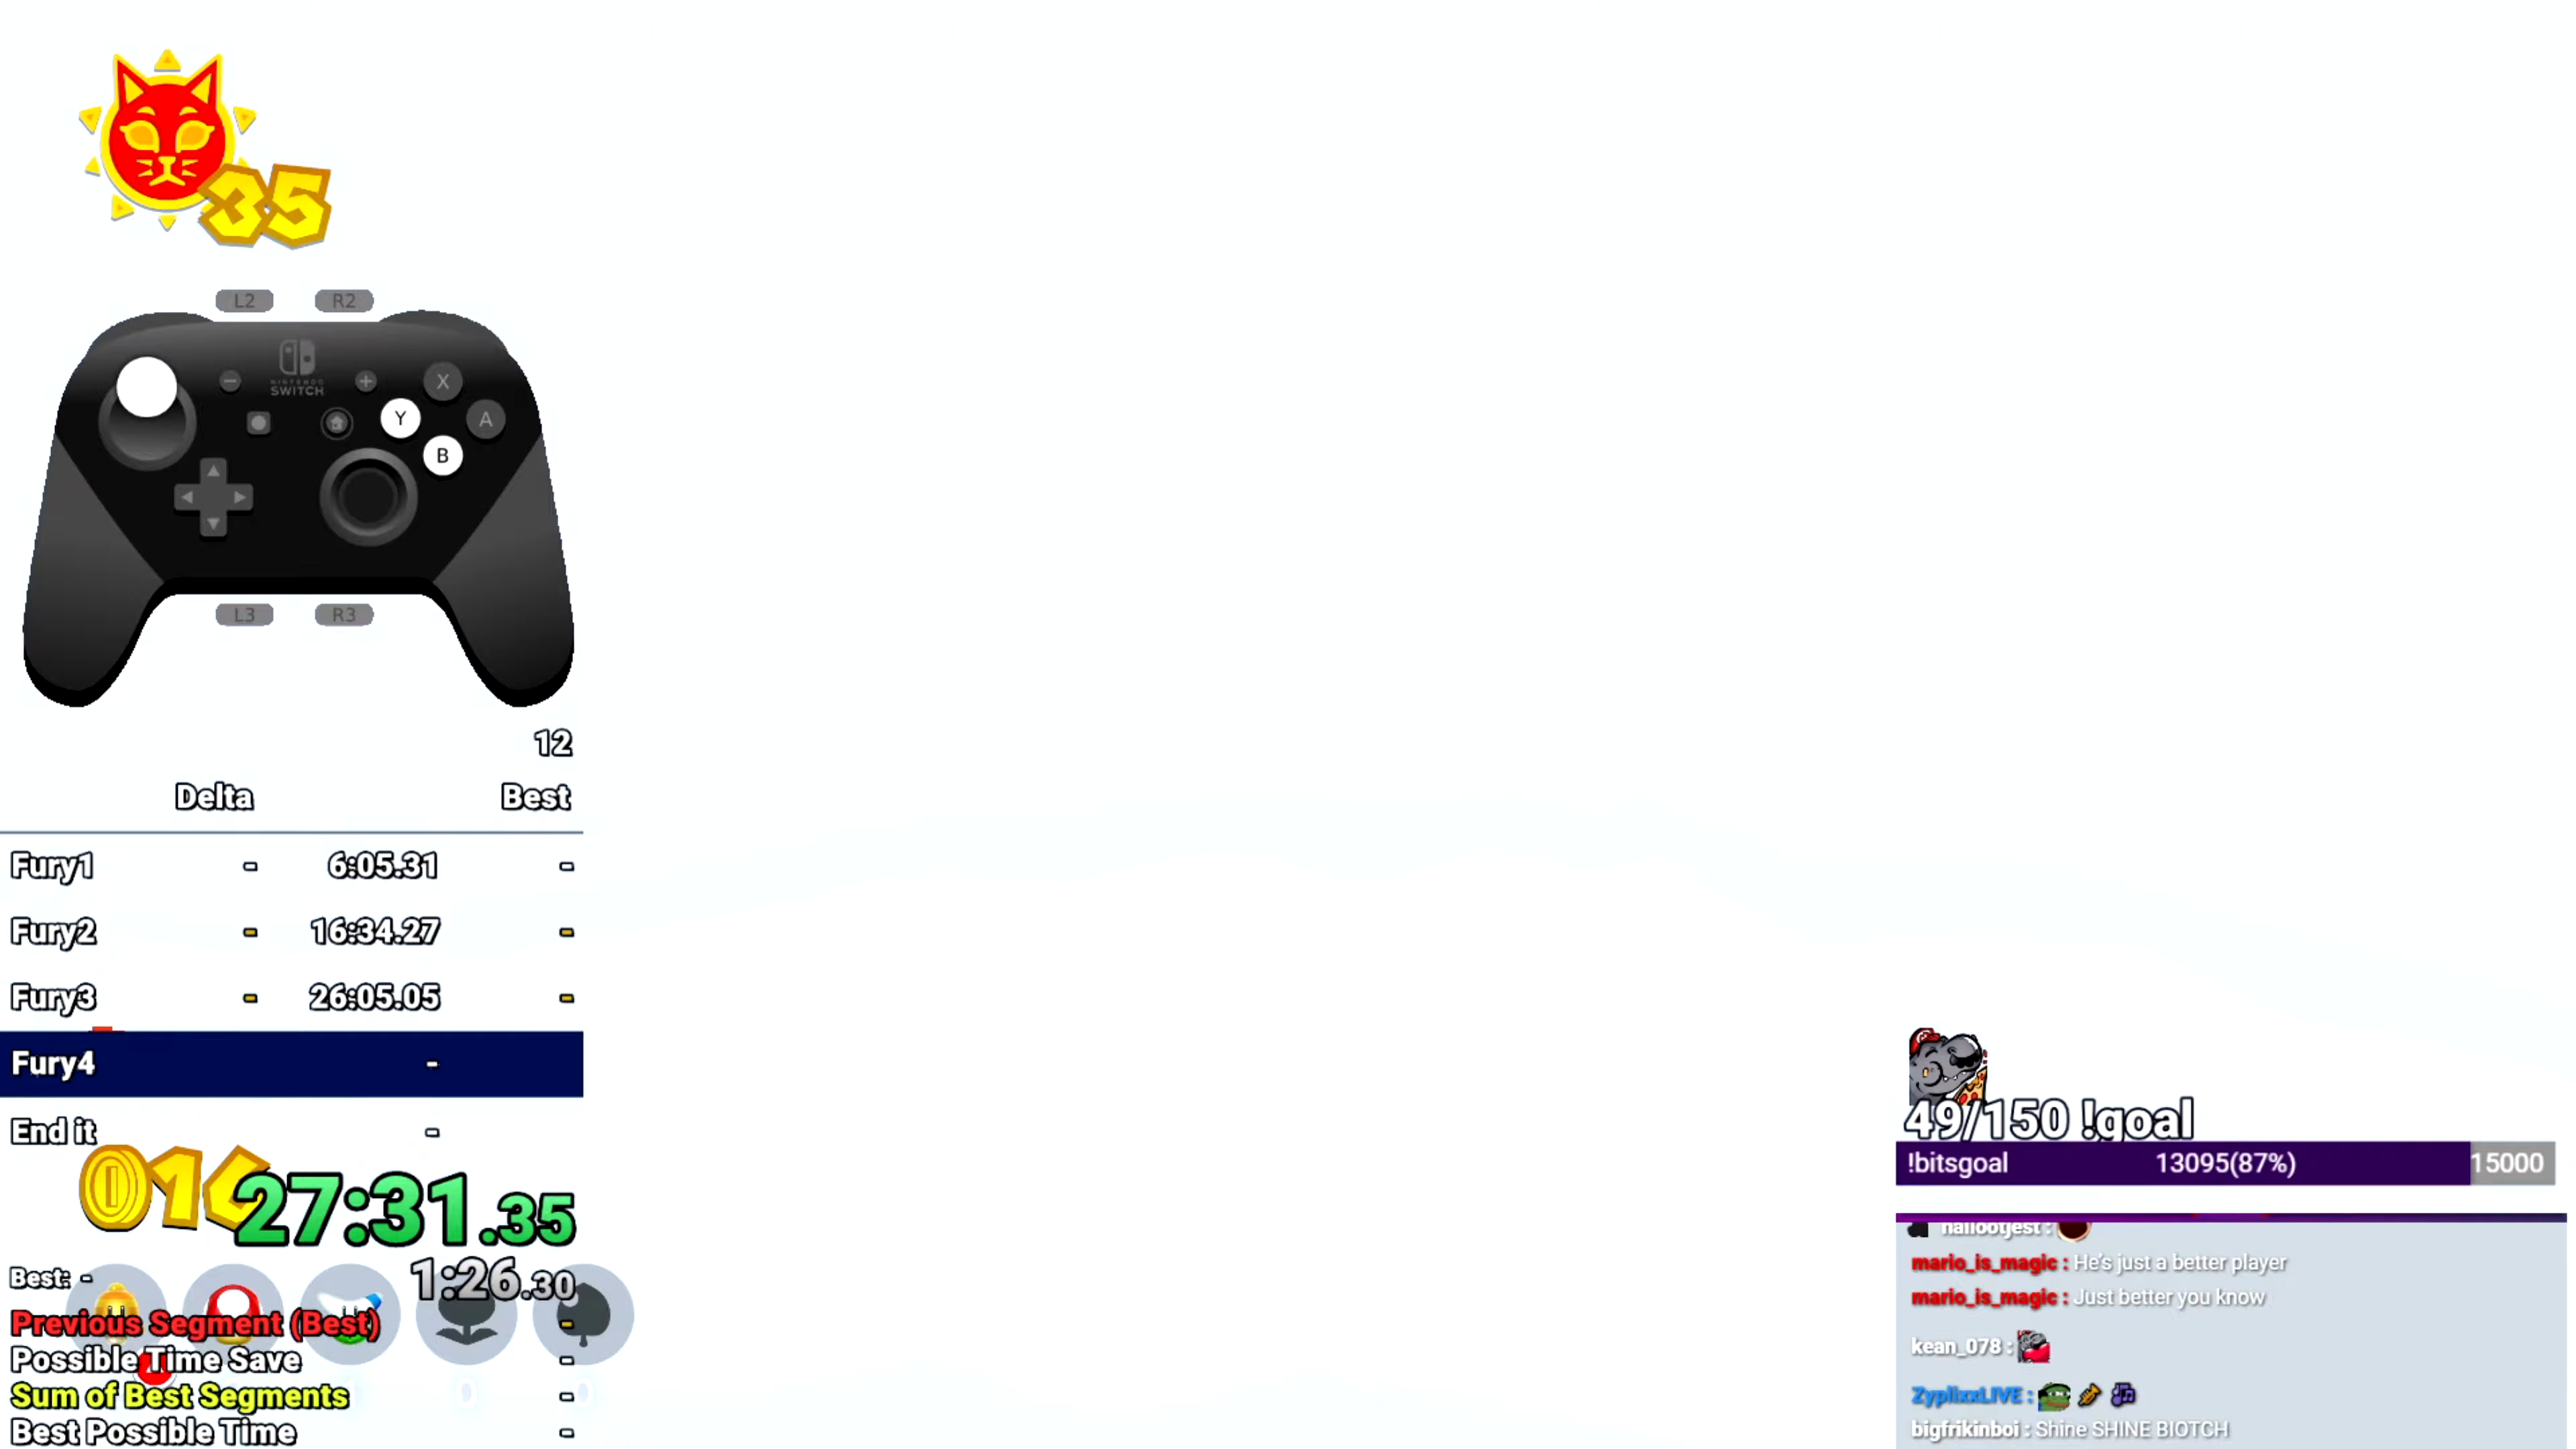 35
L2 R2
NINTENDO
SWITCH
X
Y A
B
L3 R3
12
Delta Best
Fury1 - 6:05.31 -
Fury2 - 16:34.27 -
Fury3 - 26:05.05 -
Fury4 -
End it -
27:31.35
Best: - 1:26.30
Previous Segment (Best) -
Possible Time Save -
Sum of Best Segments -
Best Possible Time -
0 0
49/150 !goal
!bitsgoal 13095(87%) 15000
mario_is_magic : He's just a better player
mario_is_magic : Just better you know
kean_078 :
ZyplixxLIVE :
bigfrikinboi : Shine SHINE BIOTCH